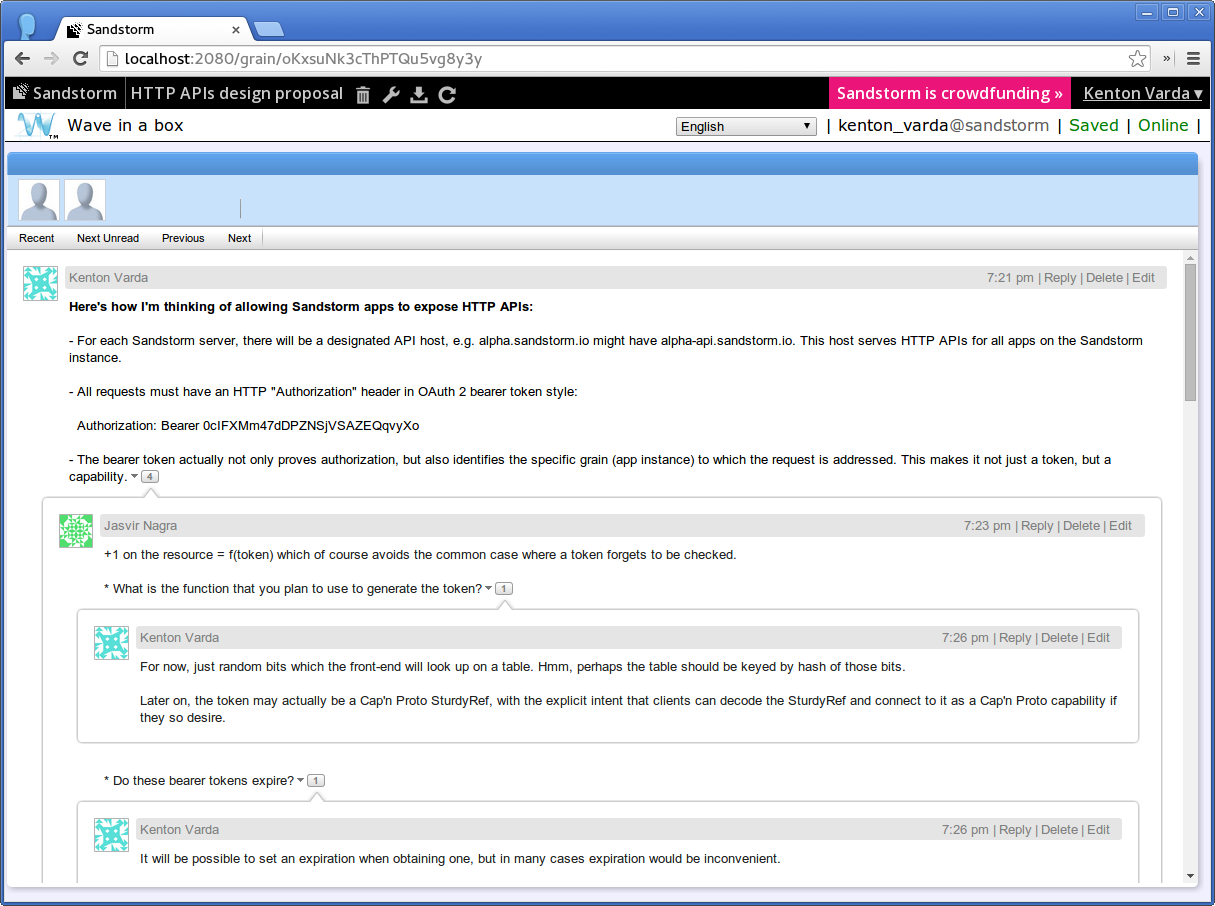 Sandstorm
localhost:2080/grain/oKxsuNk3cThPTQu5vg8y3y
Sandstorm HTTP APIs design proposal Sandstorm is crowdfunding » Kenton Varda ▾
Wave in a box English | kenton_varda@sandstorm | Saved | Online |
Recent Next Unread Previous Next
Kenton Varda 7:21 pm | Reply | Delete | Edit
Here's how I'm thinking of allowing Sandstorm apps to expose HTTP APIs:
- For each Sandstorm server, there will be a designated API host, e.g. alpha.sandstorm.io might have alpha-api.sandstorm.io. This host serves HTTP APIs for all apps on the Sandstorm
instance.
- All requests must have an HTTP "Authorization" header in OAuth 2 bearer token style:
Authorization: Bearer 0cIFXMm47dDPZNSjVSAZEQqvyXo
- The bearer token actually not only proves authorization, but also identifies the specific grain (app instance) to which the request is addressed. This makes it not just a token, but a
capability. 4
Jasvir Nagra 7:23 pm | Reply | Delete | Edit
+1 on the resource = f(token) which of course avoids the common case where a token forgets to be checked.
* What is the function that you plan to use to generate the token? 1
Kenton Varda 7:26 pm | Reply | Delete | Edit
For now, just random bits which the front-end will look up on a table. Hmm, perhaps the table should be keyed by hash of those bits.
Later on, the token may actually be a Cap'n Proto SturdyRef, with the explicit intent that clients can decode the SturdyRef and connect to it as a Cap'n Proto capability if
they so desire.
* Do these bearer tokens expire? 1
Kenton Varda 7:26 pm | Reply | Delete | Edit
It will be possible to set an expiration when obtaining one, but in many cases expiration would be inconvenient.